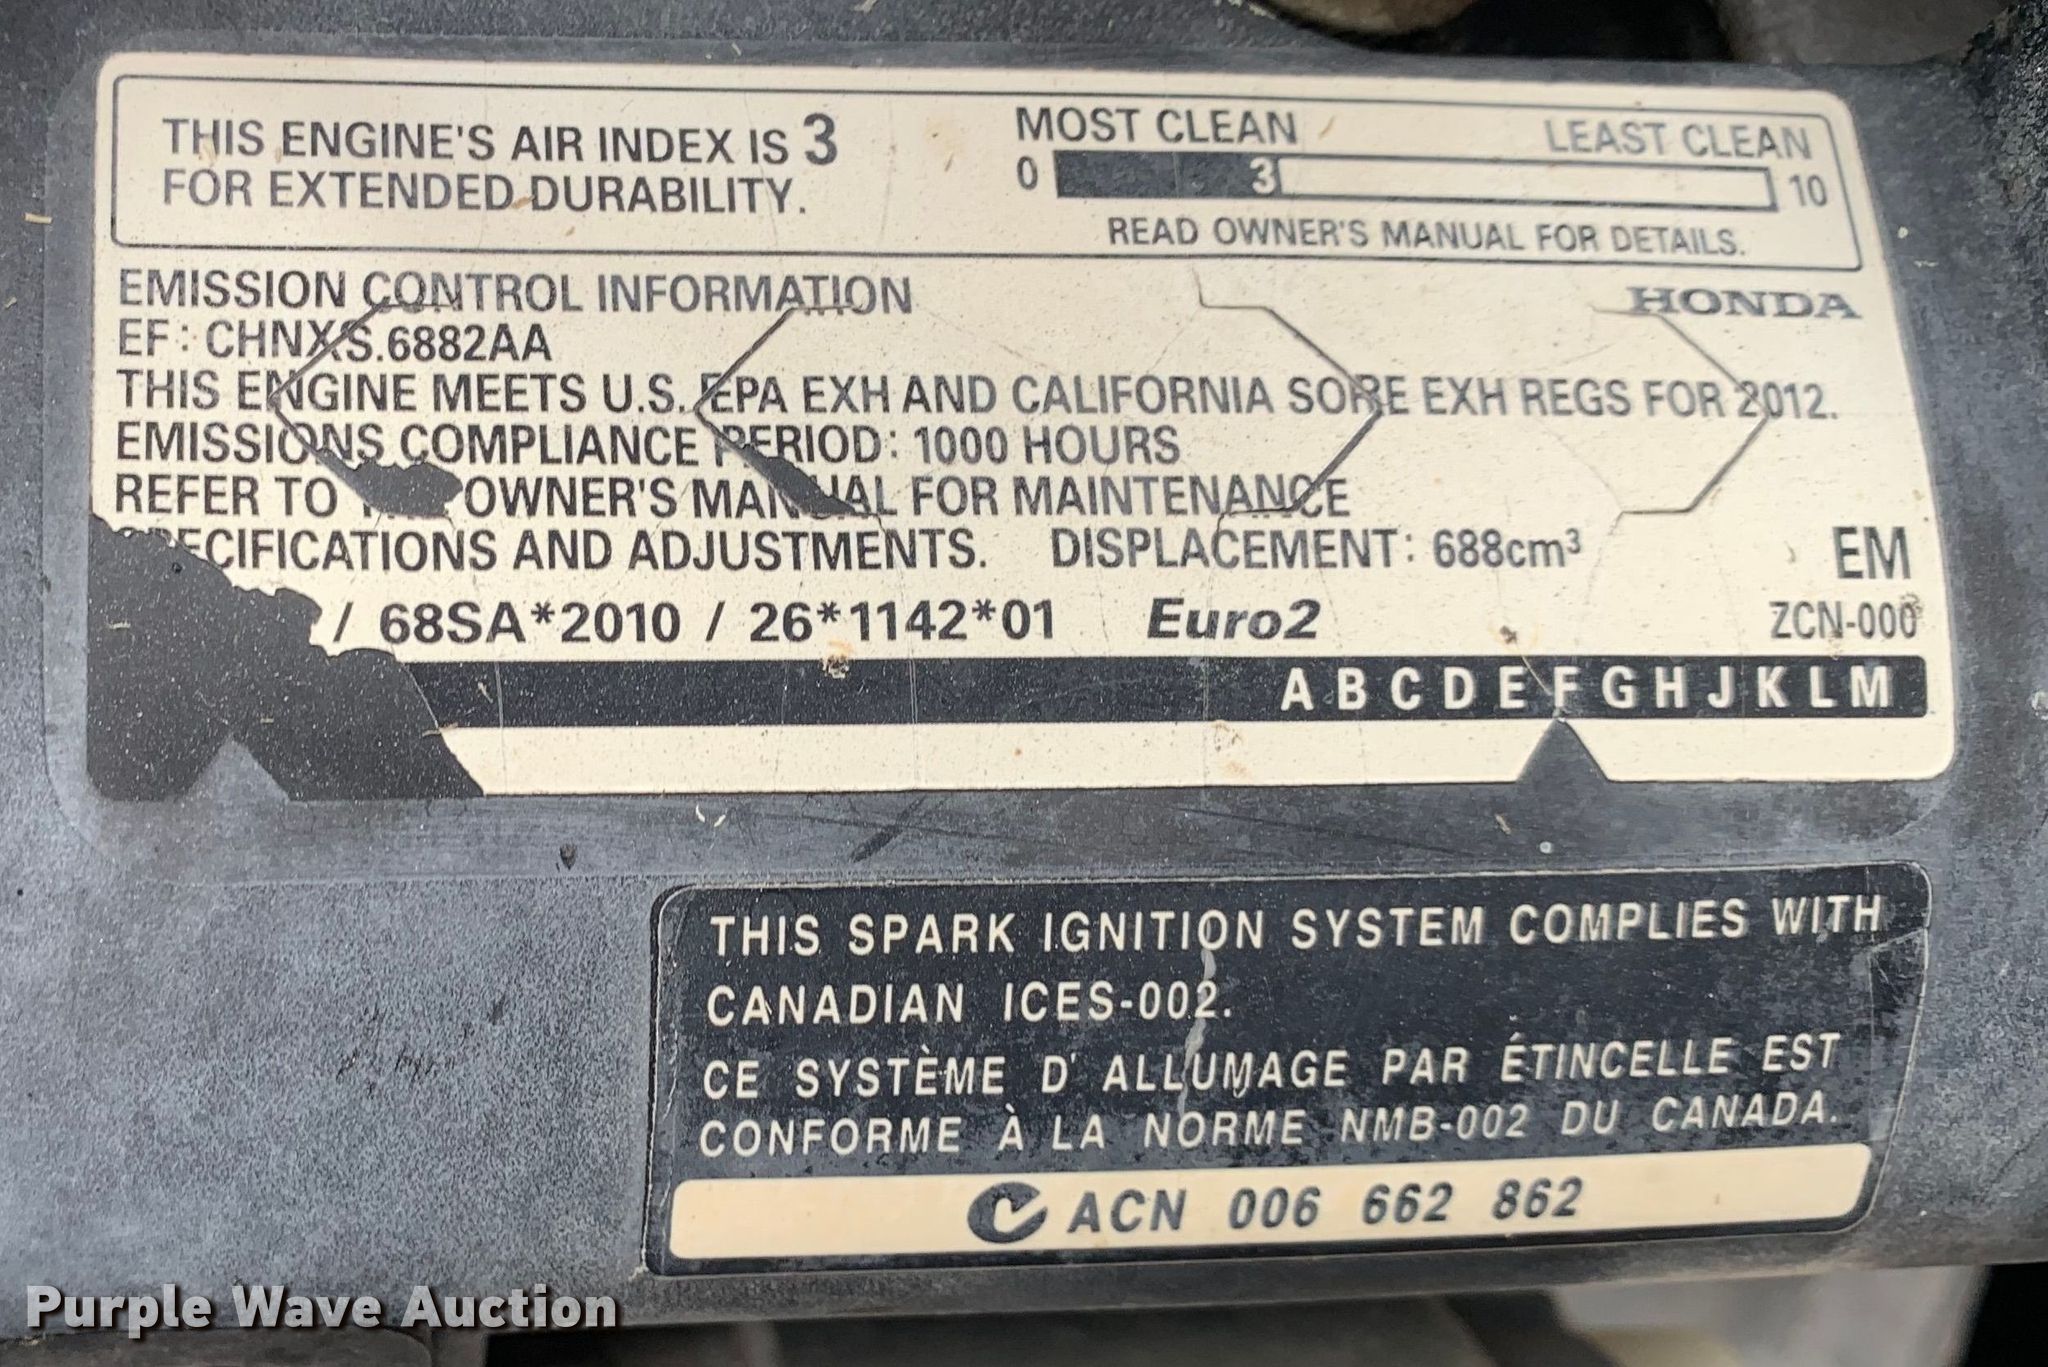 THIS ENGINE'S AIR INDEX IS 3
FOR EXTENDED DURABILITY.
MOST CLEAN LEAST CLEAN
0 3 10
READ OWNER'S MANUAL FOR DETAILS.
EMISSION CONTROL INFORMATION
HONDA
EF: CHNXS.6882AA
THIS ENGINE MEETS U.S. EPA EXH AND CALIFORNIA SORE EXH REGS FOR 2012.
EMISSIONS COMPLIANCE PERIOD: 1000 HOURS
REFER TO OWNER'S MANUAL FOR MAINTENANCE
SPECIFICATIONS AND ADJUSTMENTS. DISPLACEMENT: 688cm³ EM
/ 68SA*2010 / 26*1142*01 Euro2 ZCN-000
A B C D E F G H J K L M
THIS SPARK IGNITION SYSTEM COMPLIES WITH
CANADIAN ICES-002.
CE SYSTÈME D' ALLUMAGE PAR ÉTINCELLE EST
CONFORME À LA NORME NMB-002 DU CANADA.
ACN 006 662 862
Purple Wave Auction